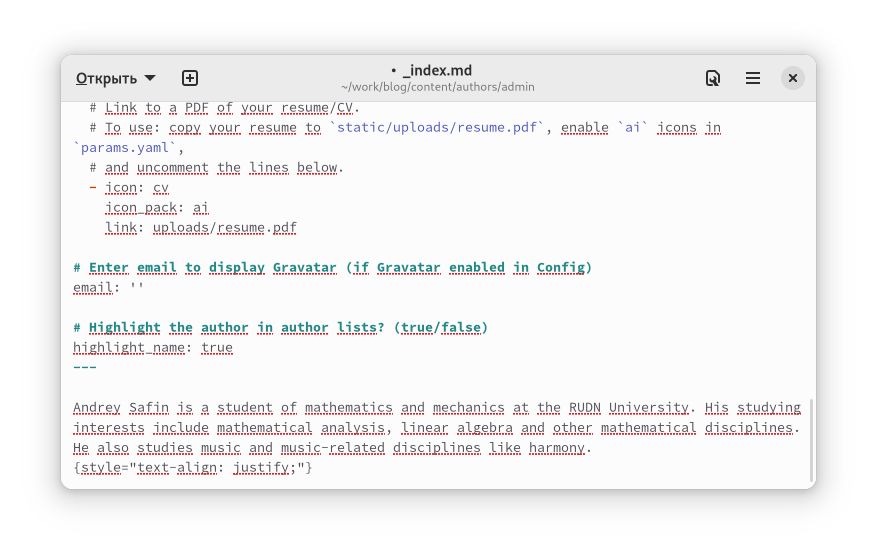 Открыть
• _index.md
~/work/blog/content/authors/admin
# Link to a PDF of your resume/CV.
# To use: copy your resume to `static/uploads/resume.pdf`, enable `ai` icons in
`params.yaml`,
# and uncomment the lines below.
- icon: cv
icon_pack: ai
link: uploads/resume.pdf
# Enter email to display Gravatar (if Gravatar enabled in Config)
email: ''
# Highlight the author in author lists? (true/false)
highlight_name: true
---
Andrey Safin is a student of mathematics and mechanics at the RUDN University. His studying
interests include mathematical analysis, linear algebra and other mathematical disciplines.
He also studies music and music-related disciplines like harmony.
{style="text-align: justify;"}